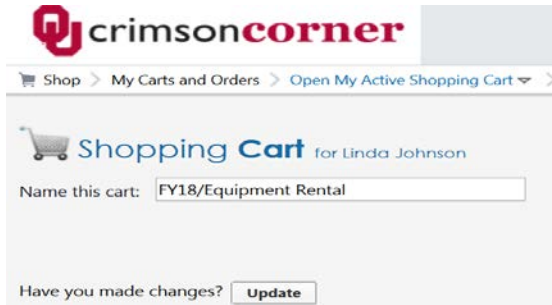 crimsoncorner
Shop > My Carts and Orders > Open My Active Shopping Cart
Shopping Cart for Linda Johnson
Name this cart: FY18/Equipment Rental
Have you made changes? Update